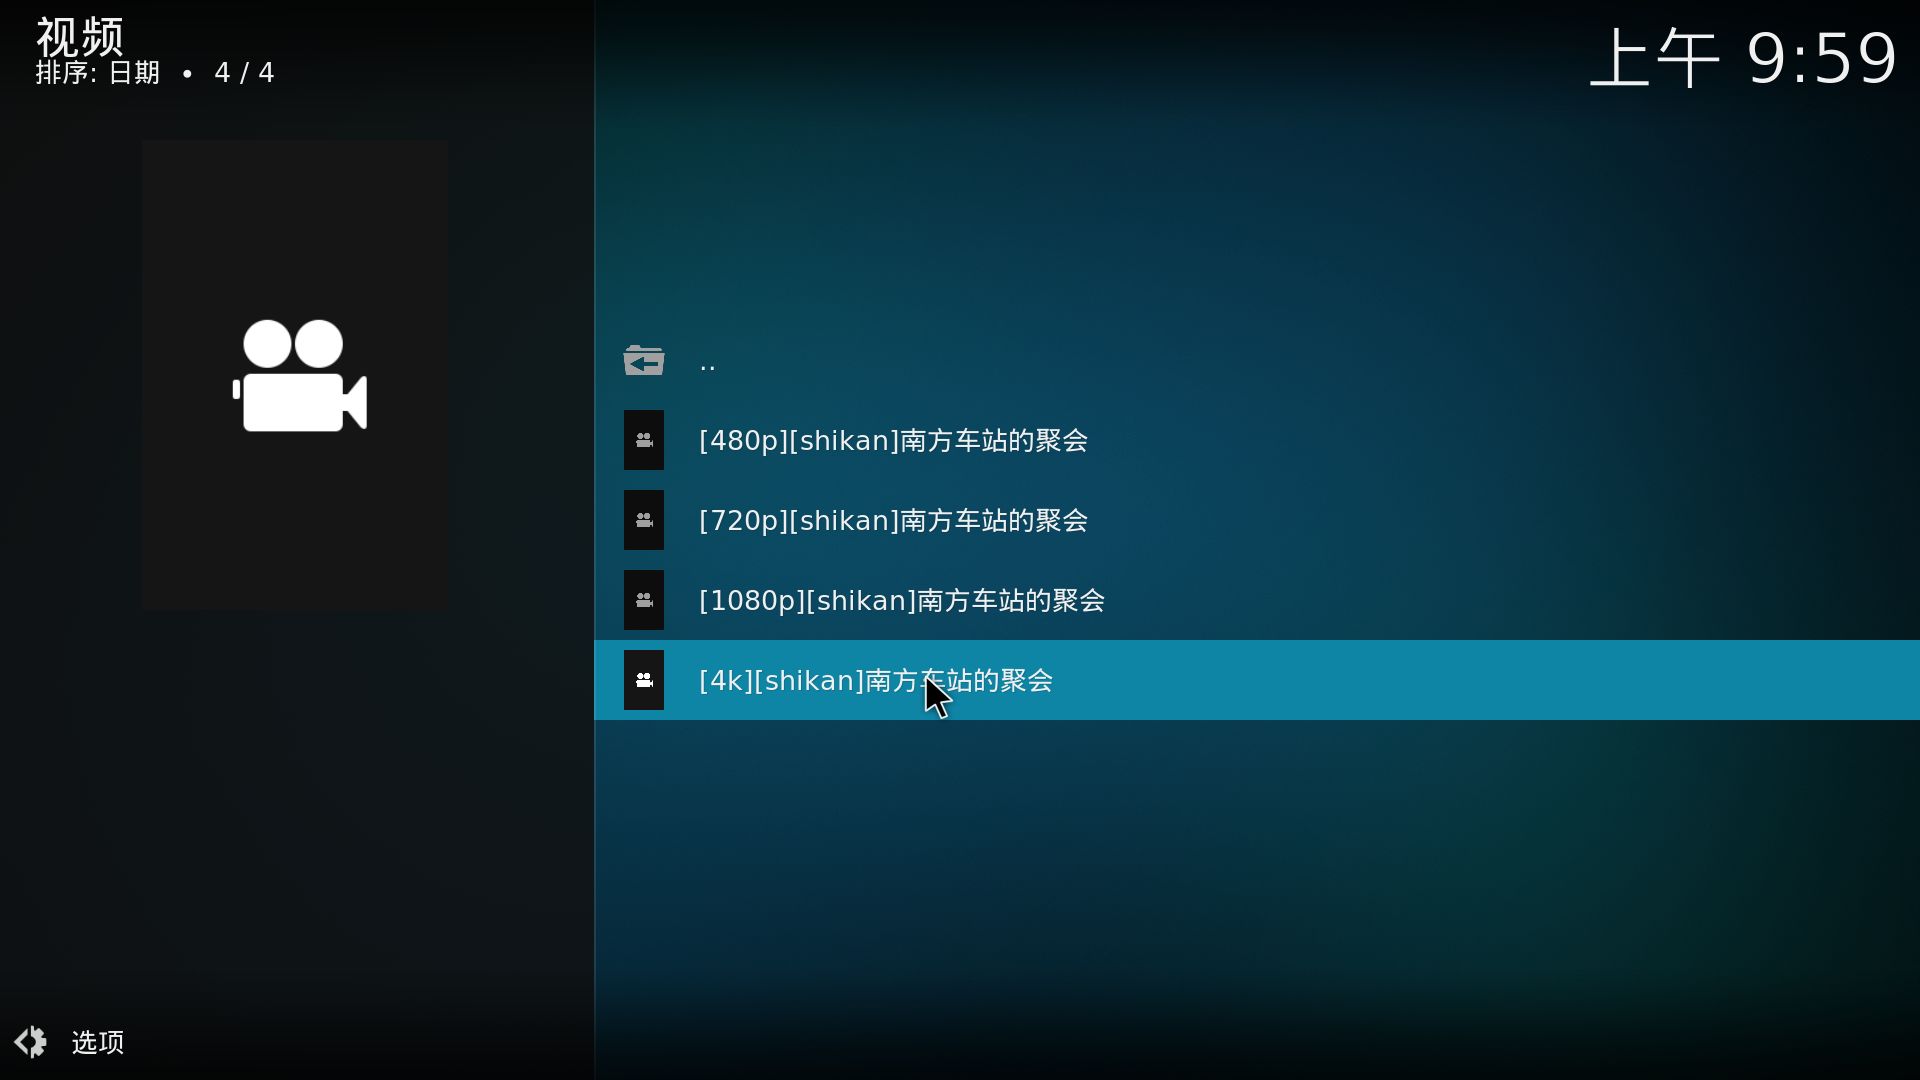 视频
排序: 日期 • 4 / 4
上午 9:59
..
[480p][shikan]南方车站的聚会
[720p][shikan]南方车站的聚会
[1080p][shikan]南方车站的聚会
[4k][shikan]南方车站的聚会
选项